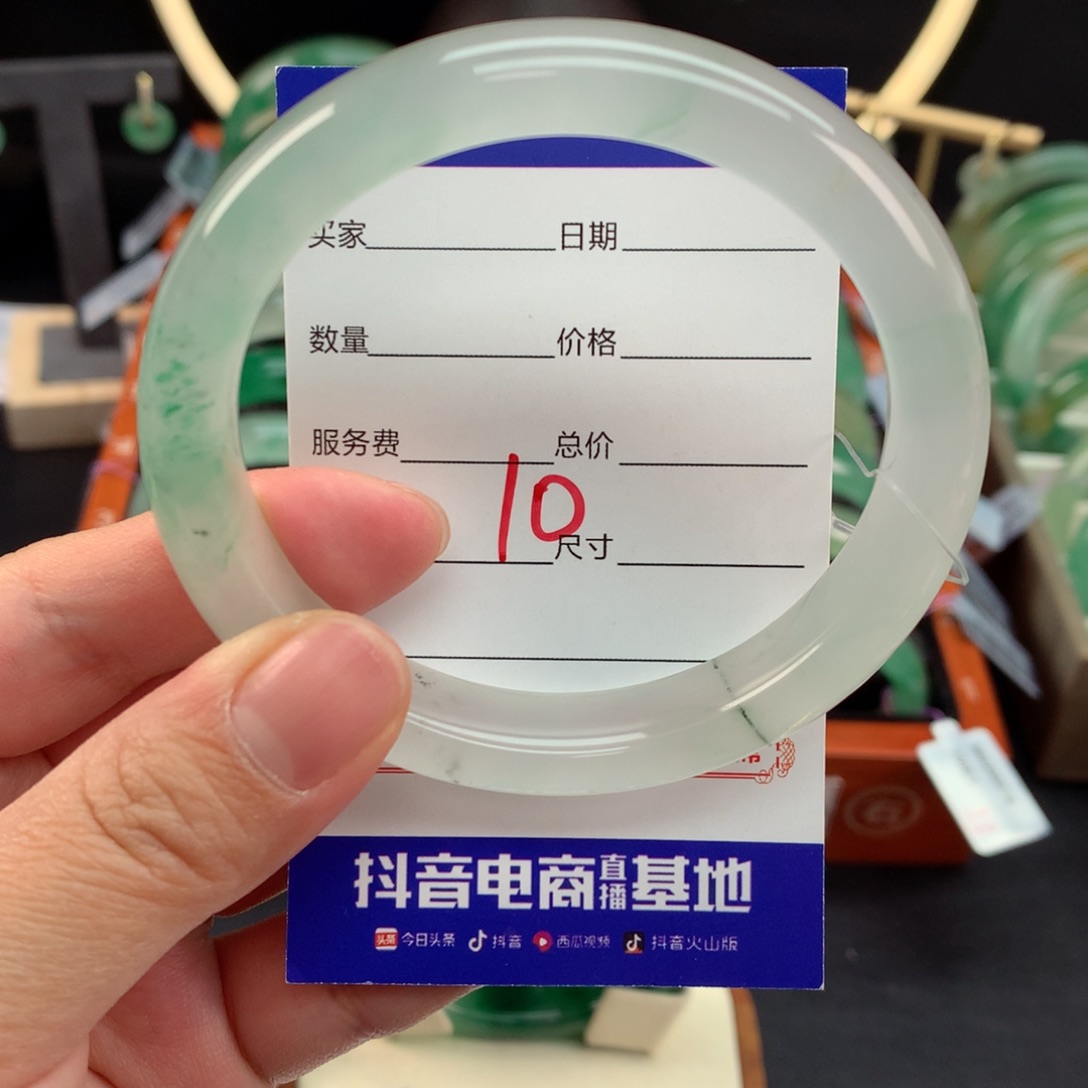 买家 日期
数量 价格
服务费 总价
10
尺寸
抖音电商直播基地
头条 今日头条 抖音 西瓜视频 抖音火山版